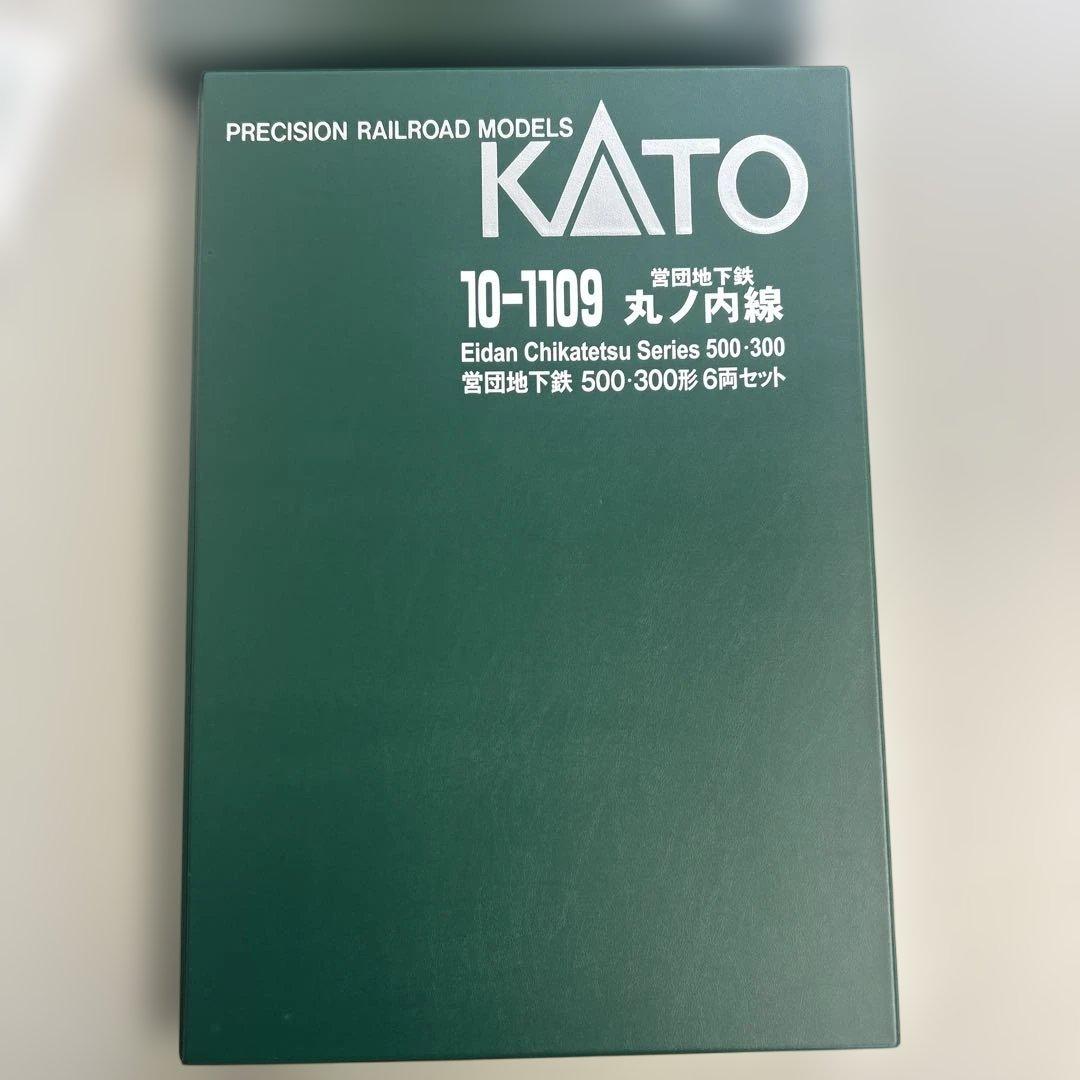 PRECISION RAILROAD MODELS
KATO
10-1109 営団地下鉄
丸ノ内線
Eidan Chikatetsu Series 500·300
営団地下鉄 500·300形 6両セット